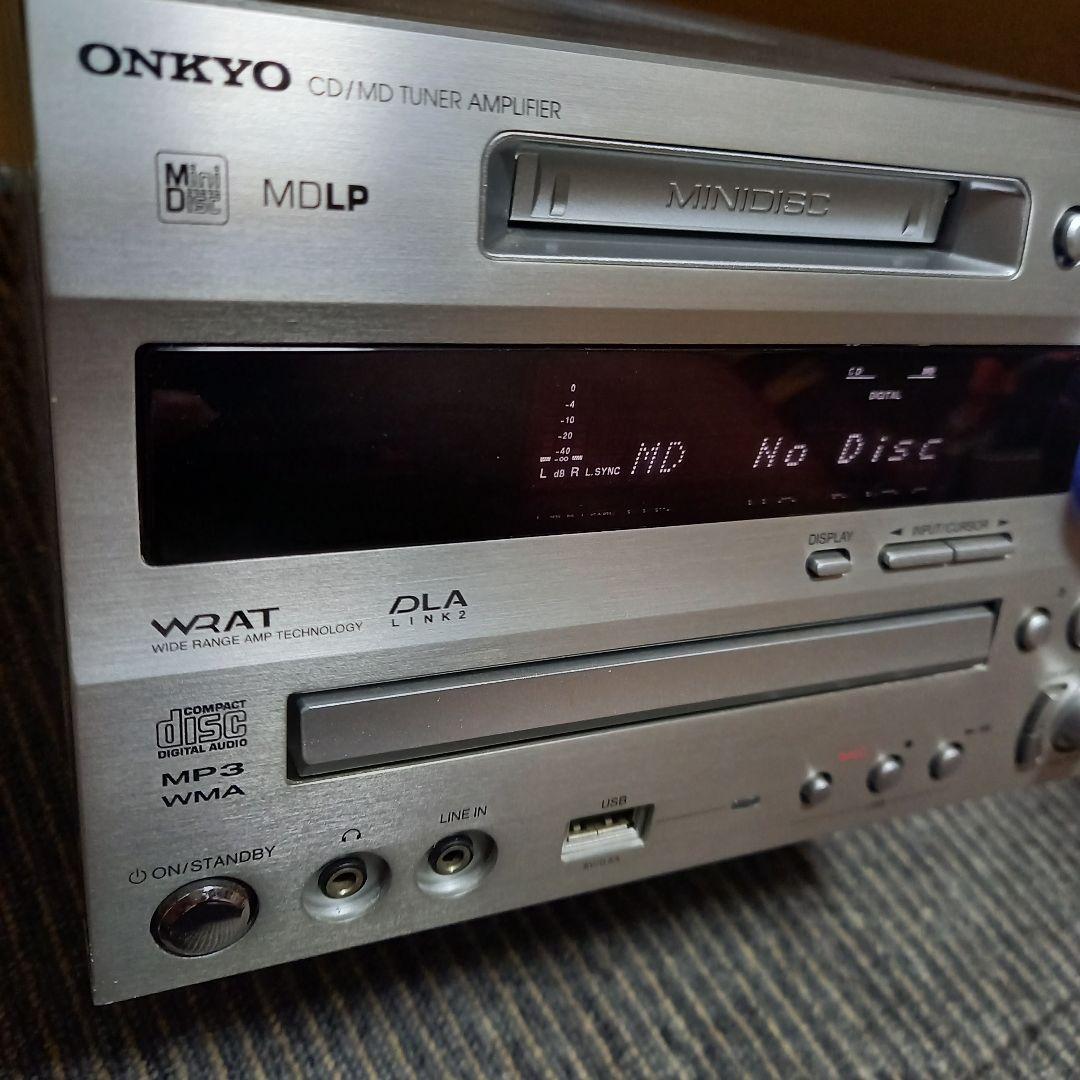 ONKYO CD/MD TUNER AMPLIFIER
Mini Disc
MDLP
MINIDISC
CD MD
DIGITAL
0
-4
-10
-20
-40
-∞
L dB R L.SYNC MD No Disc
DISPLAY
◄ INPUT/CURSOR ►
WRAT
WIDE RANGE AMP TECHNOLOGY
DLA
LINK2
COMPACT
disc
DIGITAL AUDIO
MP3
WMA
LINE IN
USB
ON/STANDBY